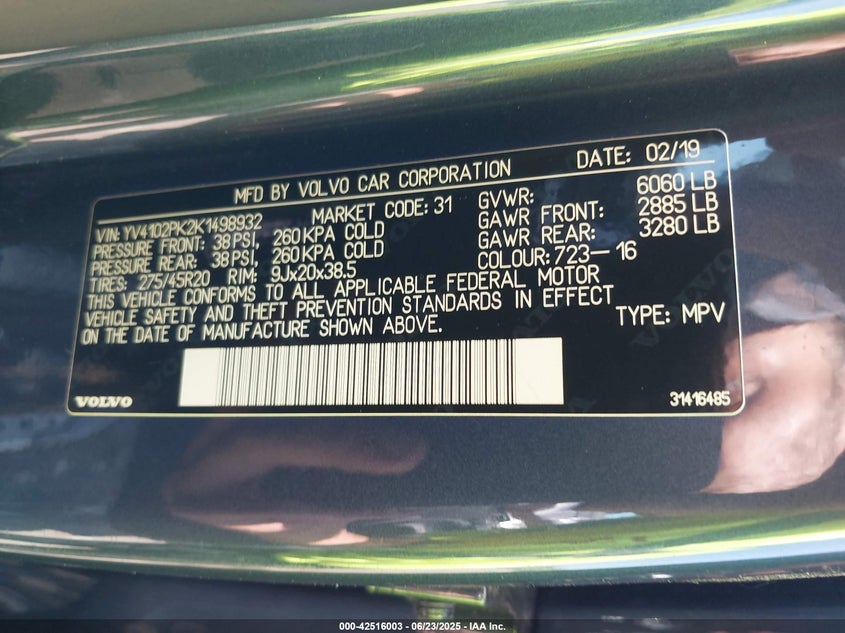 MFD BY VOLVO CAR CORPORATION DATE: 02/19
VIN: YV4102PK2K1498932 MARKET CODE: 31 GVWR: 6060 LB
PRESSURE FRONT: 38 PSI, 260 KPA COLD GAWR FRONT: 2885 LB
PRESSURE REAR: 38 PSI, 260 KPA COLD GAWR REAR: 3280 LB
TIRES: 275/45R20 RIM: 9Jx20x38.5 COLOUR: 723-16
THIS VEHICLE CONFORMS TO ALL APPLICABLE FEDERAL MOTOR
VEHICLE SAFETY AND THEFT PREVENTION STANDARDS IN EFFECT
ON THE DATE OF MANUFACTURE SHOWN ABOVE. TYPE: MPV
VOLVO 31416485
000-42516003 - 06/23/2025 - IAA Inc.